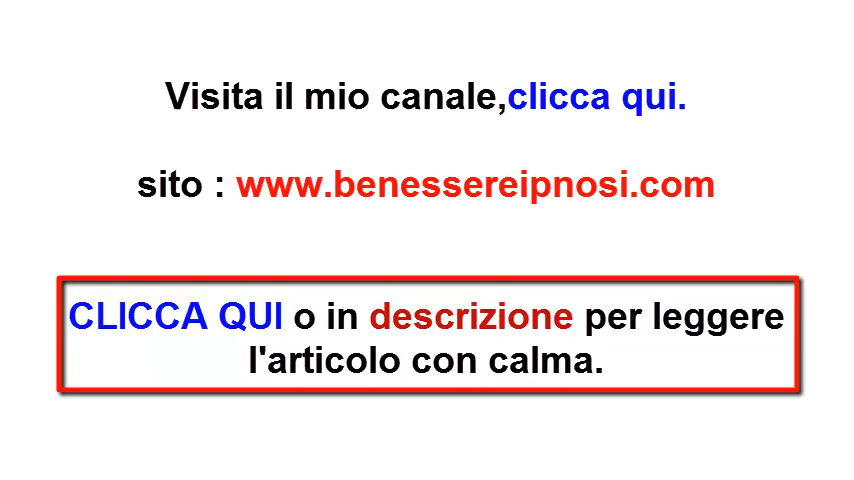 Visita il mio canale,clicca qui.
sito : www.benessereipnosi.com
CLICCA QUI o in descrizione per leggere
l'articolo con calma.